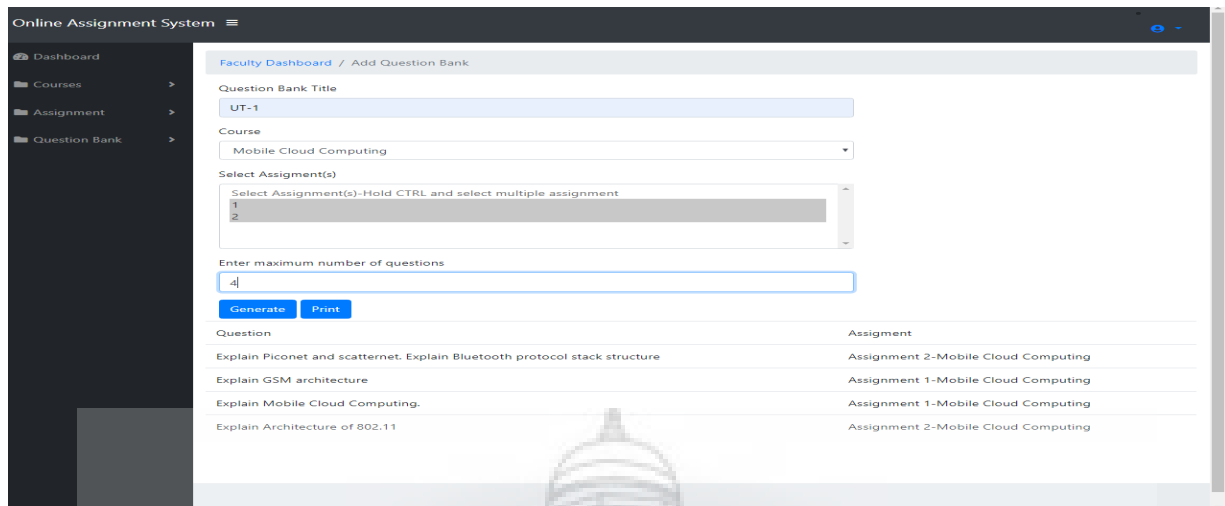 Online Assignment System
Dashboard
Faculty Dashboard / Add Question Bank
Courses
Assignment
Question Bank
Question Bank Title
UT-1
Course
Mobile Cloud Computing
Select Assigment(s)
Select Assignment(s)-Hold CTRL and select multiple assignment
1
2
Enter maximum number of questions
4
Generate Print
Question Assigment
Explain Piconet and scatternet. Explain Bluetooth protocol stack structure Assignment 2-Mobile Cloud Computing
Explain GSM architecture Assignment 1-Mobile Cloud Computing
Explain Mobile Cloud Computing. Assignment 1-Mobile Cloud Computing
Explain Architecture of 802.11 Assignment 2-Mobile Cloud Computing